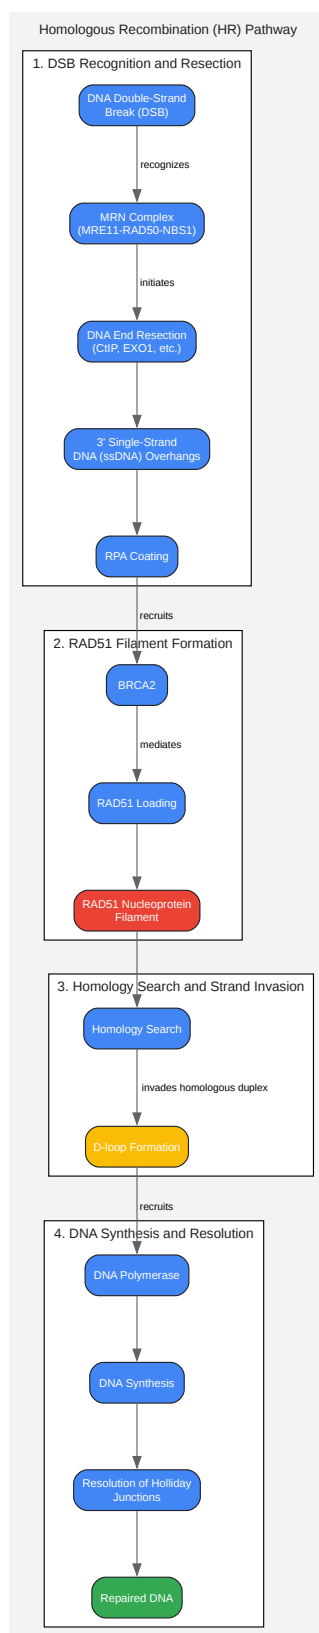 Homologous Recombination (HR) Pathway
1. DSB Recognition and Resection
DNA Double-Strand
Break (DSB)
recognizes
MRN Complex
(MRE11-RAD50-NBS1)
initiates
DNA End Resection
(CtIP, EXO1, etc.)
3' Single-Strand
DNA (ssDNA) Overhangs
RPA Coating
recruits
2. RAD51 Filament Formation
BRCA2
mediates
RAD51 Loading
RAD51 Nucleoprotein
Filament
3. Homology Search and Strand Invasion
Homology Search
invades homologous duplex
D-loop Formation
recruits
4. DNA Synthesis and Resolution
DNA Polymerase
DNA Synthesis
Resolution of Holliday
Junctions
Repaired DNA